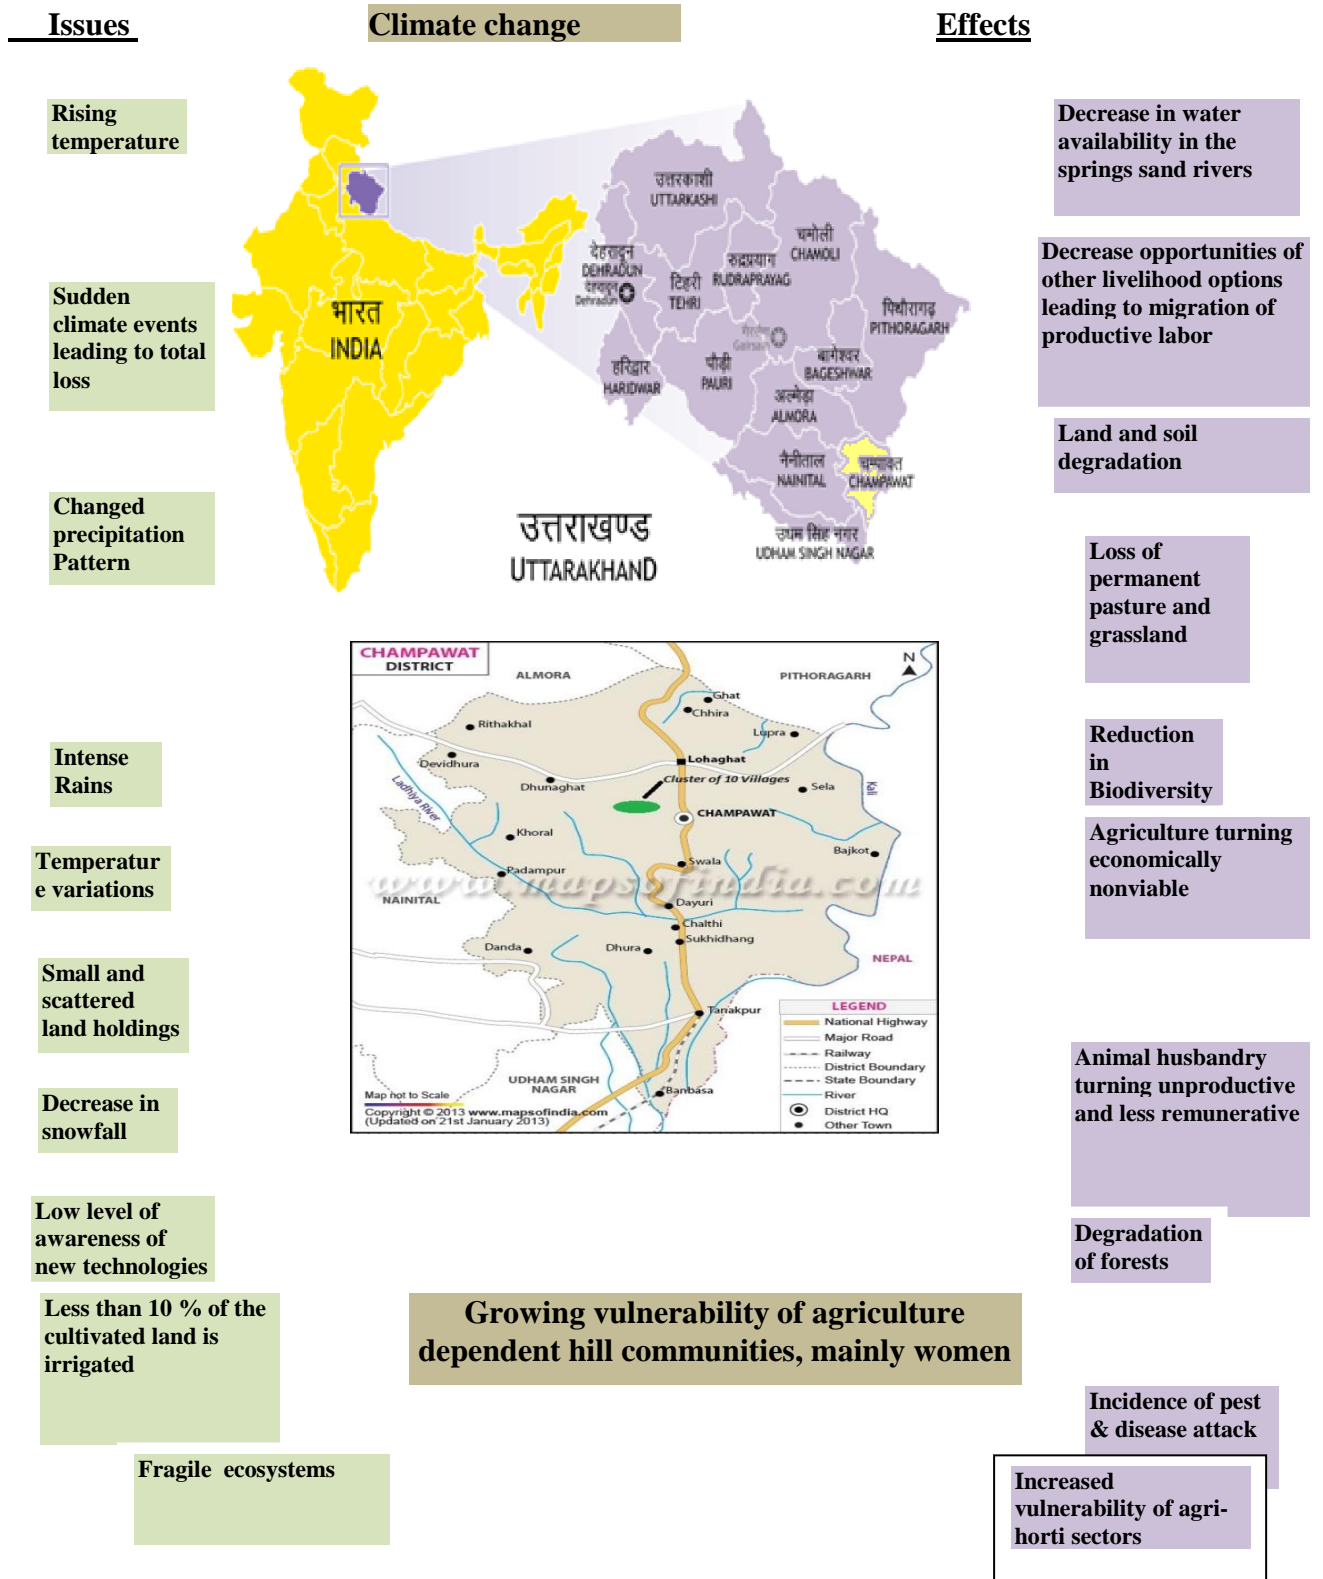 Issues
Climate change
Effects
Rising
temperature
Sudden
climate events
leading to total
loss
Changed
precipitation
Pattern
Intense
Rains
Temperatur
e variations
Small and
scattered
land holdings
Decrease in
snowfall
Low level of
awareness of
new technologies
Less than 10 % of the
cultivated land is
irrigated
Fragile ecosystems
भारत
INDIA
उत्तरकाशी
UTTARKASHI
चमोली
CHAMOLI
देहरादून
DEHRADUN
देहरादून
Dehradun
रुद्रप्रयाग
RUDRAPRAYAG
टिहरी
TEHRI
पिथौरागढ़
PITHORAGARH
Gairsain
हरिद्वार
HARIDWAR
पौड़ी
PAURI
बागेश्वर
BAGESHWAR
अल्मोड़ा
ALMORA
नैनीताल
NAINITAL
चम्पावत
CHAMPAWAT
उधम सिंह नगर
UDHAM SINGH NAGAR
उत्तराखण्ड
UTTARAKHAND
CHAMPAWAT
DISTRICT
ALMORA
PITHORAGARH
N
Ghat
Chhira
Rithakhal
Lupra
Devidhura
Lohaghat
Cluster of 10 Villages
Dhunaghat
Sela
Kali
Ladhiya River
CHAMPAWAT
Khoral
Bajkot
Swala
Padampur
www.mapsofindia.com
NAINITAL
Dayuri
Chalthi
Sukhidhang
Danda
Dhura
NEPAL
Tanakpur
UDHAM SINGH
NAGAR
Banbasa
LEGEND
National Highway
Major Road
Railway
District Boundary
State Boundary
River
District HQ
Other Town
Map not to Scale
Copyright © 2013 www.mapsofindia.com
(Updated on 21st January 2013)
Growing vulnerability of agriculture
dependent hill communities, mainly women
Decrease in water
availability in the
springs sand rivers
Decrease opportunities of
other livelihood options
leading to migration of
productive labor
Land and soil
degradation
Loss of
permanent
pasture and
grassland
Reduction
in
Biodiversity
Agriculture turning
economically
nonviable
Animal husbandry
turning unproductive
and less remunerative
Degradation
of forests
Incidence of pest
& disease attack
Increased
vulnerability of agri-
horti sectors